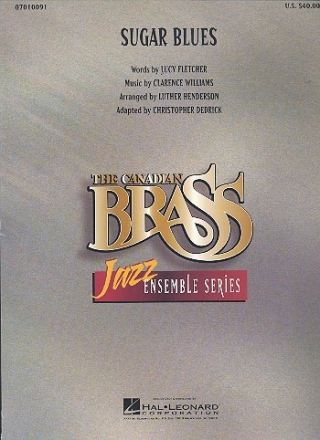 07010091
U.S. $40.00
SUGAR BLUES
Words by LUCY FLETCHER
Music by CLARENCE WILLIAMS
Arranged by LUTHER HENDERSON
Adapted by CHRISTOPHER DEDRICK
THE CANADIAN
BRASS
Jazz
ENSEMBLE SERIES
HAL•LEONARD
CORPORATION